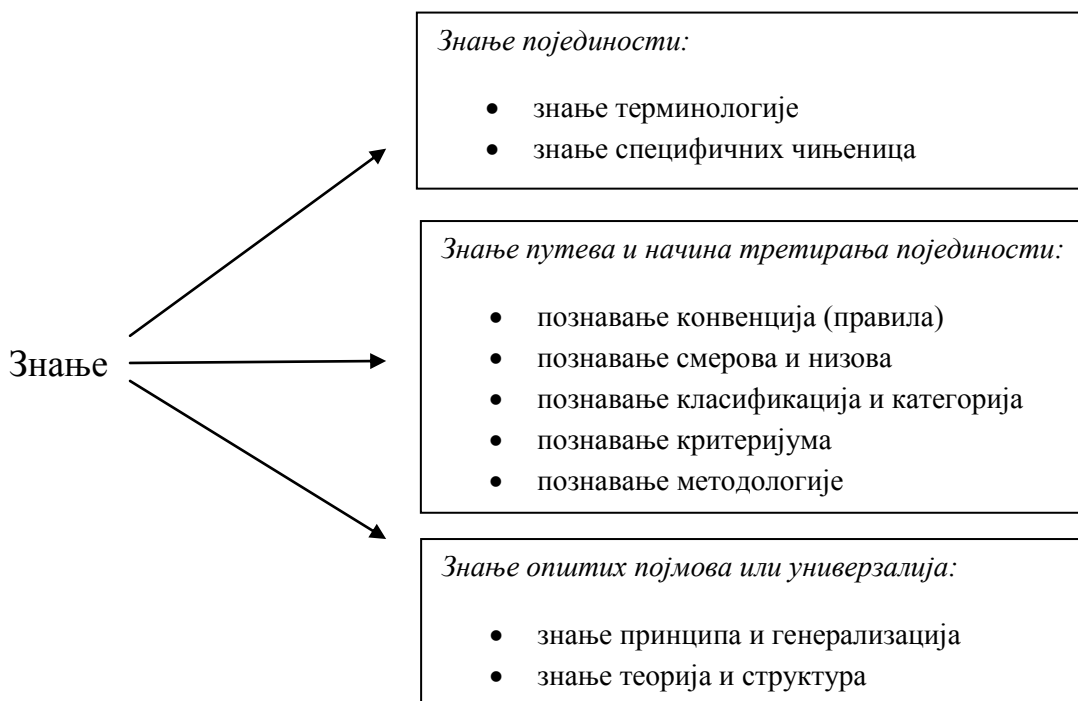 Знање појединости:
• знање терминологије
• знање специфичних чињеница
Знање
Знање путева и начина третирања појединости:
• познавање конвенција (правила)
• познавање смерова и низова
• познавање класификација и категорија
• познавање критеријума
• познавање методологије
Знање општих појмова или универзалија:
• знање принципа и генерализација
• знање теорија и структура